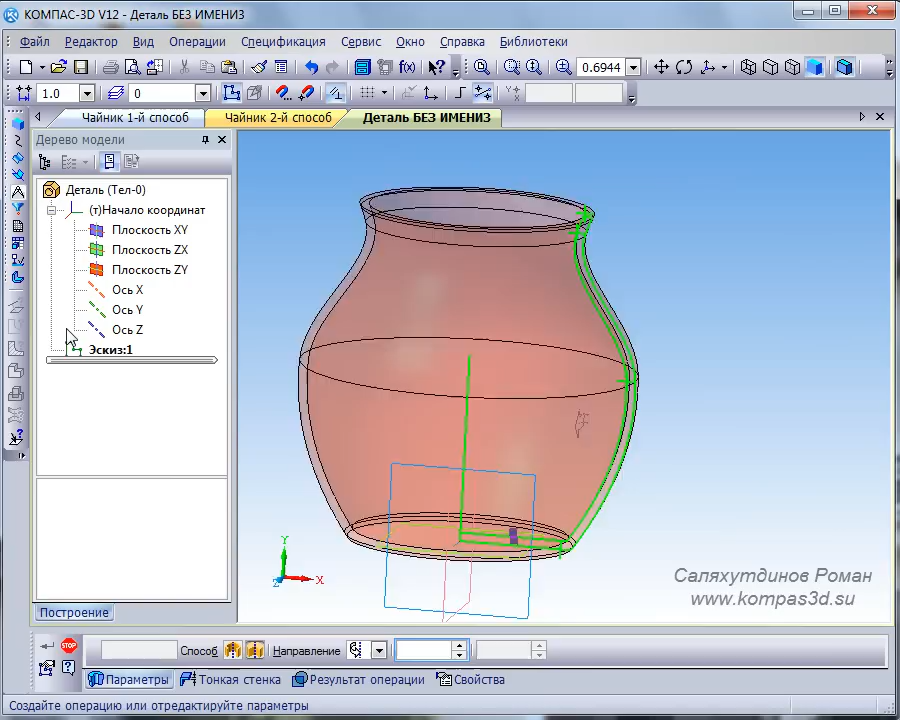 КОМПАС-3D V12 - Деталь БЕЗ ИМЕНИ3
Файл Редактор Вид Операции Спецификация Сервис Окно Справка Библиотеки
0.6944
1.0 0
Чайник 1-й способ Чайник 2-й способ Деталь БЕЗ ИМЕНИ3
Дерево модели
Деталь (Тел-0)
(т)Начало координат
Плоскость XY
Плоскость ZX
Плоскость ZY
Ось X
Ось Y
Ось Z
Эскиз:1
Y
Z X
Саляхутдинов Роман
www.kompas3d.su
Построение
STOP Способ Направление
Параметры Тонкая стенка Результат операции Свойства
Создайте операцию или отредактируйте параметры